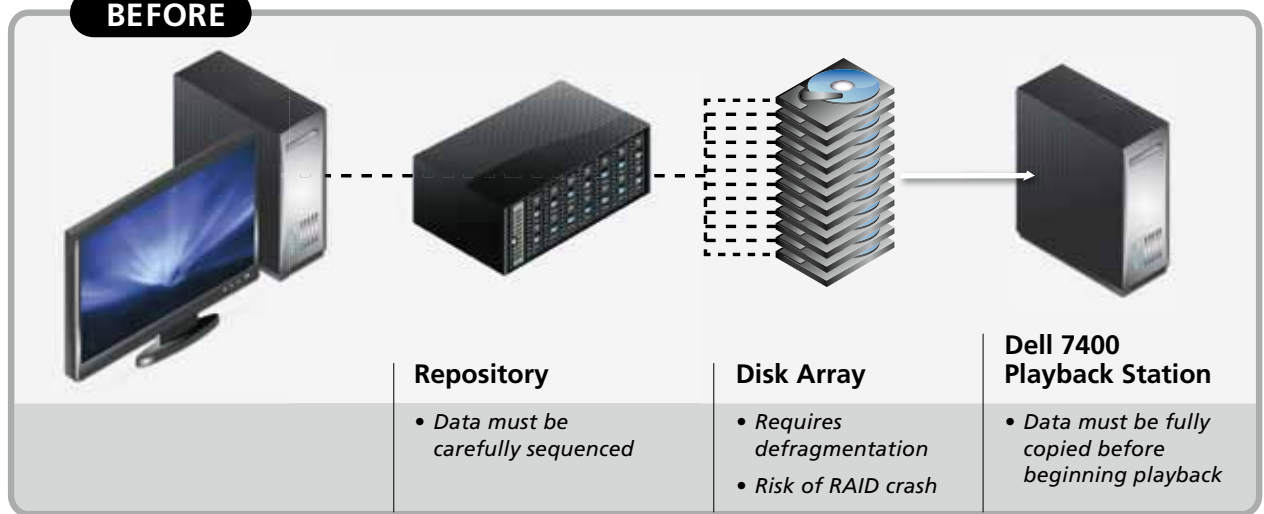 BEFORE
Repository
• Data must be
carefully sequenced
Disk Array
• Requires
defragmentation
• Risk of RAID crash
Dell 7400
Playback Station
• Data must be fully
copied before
beginning playback